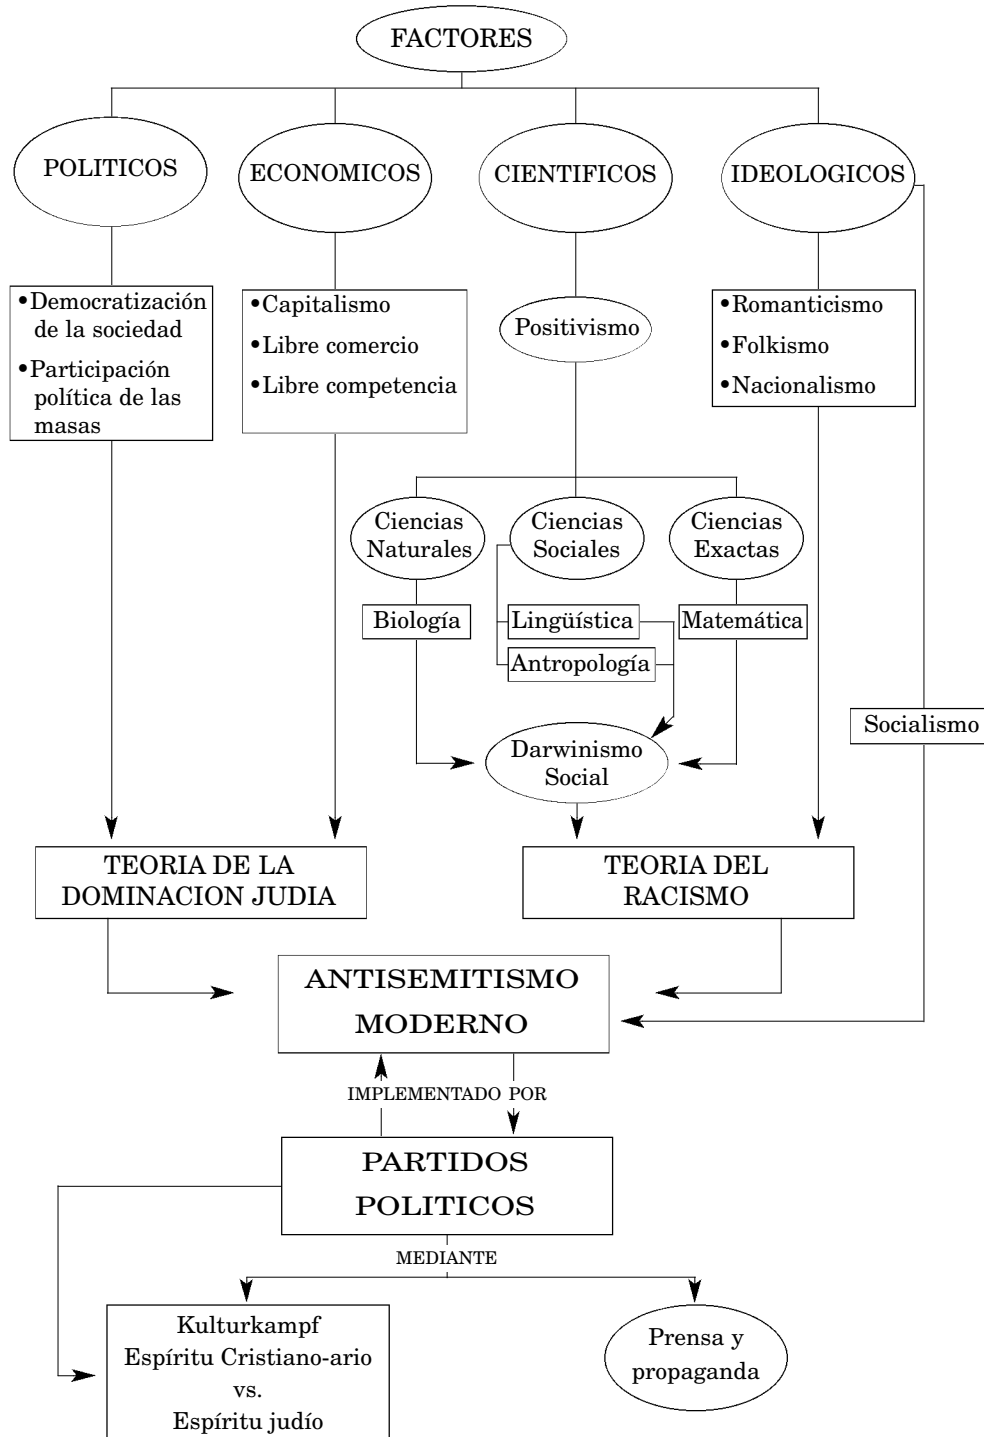 FACTORES
POLITICOS
ECONOMICOS
CIENTIFICOS
IDEOLOGICOS
•Democratización
de la sociedad
•Participación
política de las
masas
•Capitalismo
•Libre comercio
•Libre competencia
Positivismo
•Romanticismo
•Folkismo
•Nacionalismo
Ciencias
Naturales
Ciencias
Sociales
Ciencias
Exactas
Biología
Lingüística
Antropología
Matemática
Socialismo
Darwinismo
Social
TEORIA DE LA
DOMINACION JUDIA
TEORIA DEL
RACISMO
ANTISEMITISMO
MODERNO
IMPLEMENTADO POR
PARTIDOS
POLITICOS
MEDIANTE
Kulturkampf
Espíritu Cristiano-ario
vs.
Espíritu judío
Prensa y
propaganda